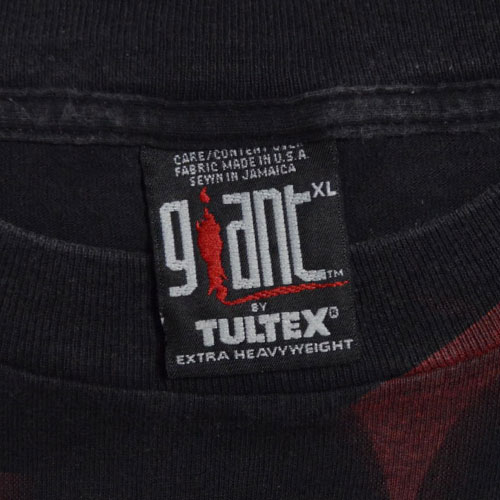 CARE/CONTENT OVER
FABRIC MADE IN U.S.A.
SEWN IN JAMAICA
giant XL
TM
BY
TULTEX®
EXTRA HEAVYWEIGHT